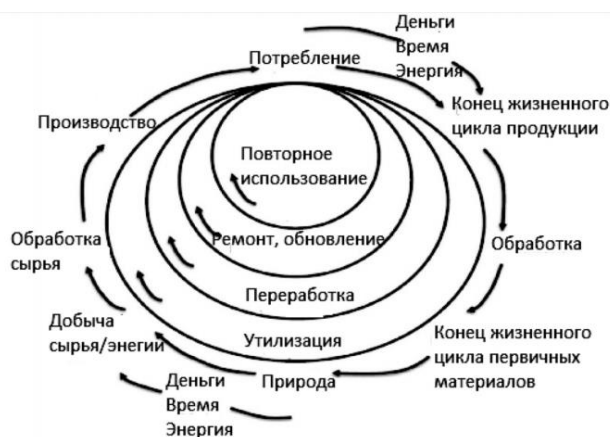 Деньги
Время
Энергия
Потребление
Конец жизненного
цикла продукции
Производство
Повторное
использование
Обработка
сырья
Ремонт, обновление
Обработка
Переработка
Добыча
сырья/энегии
Утилизация
Конец жизненного
цикла первичных
материалов
Природа
Деньги
Время
Энергия